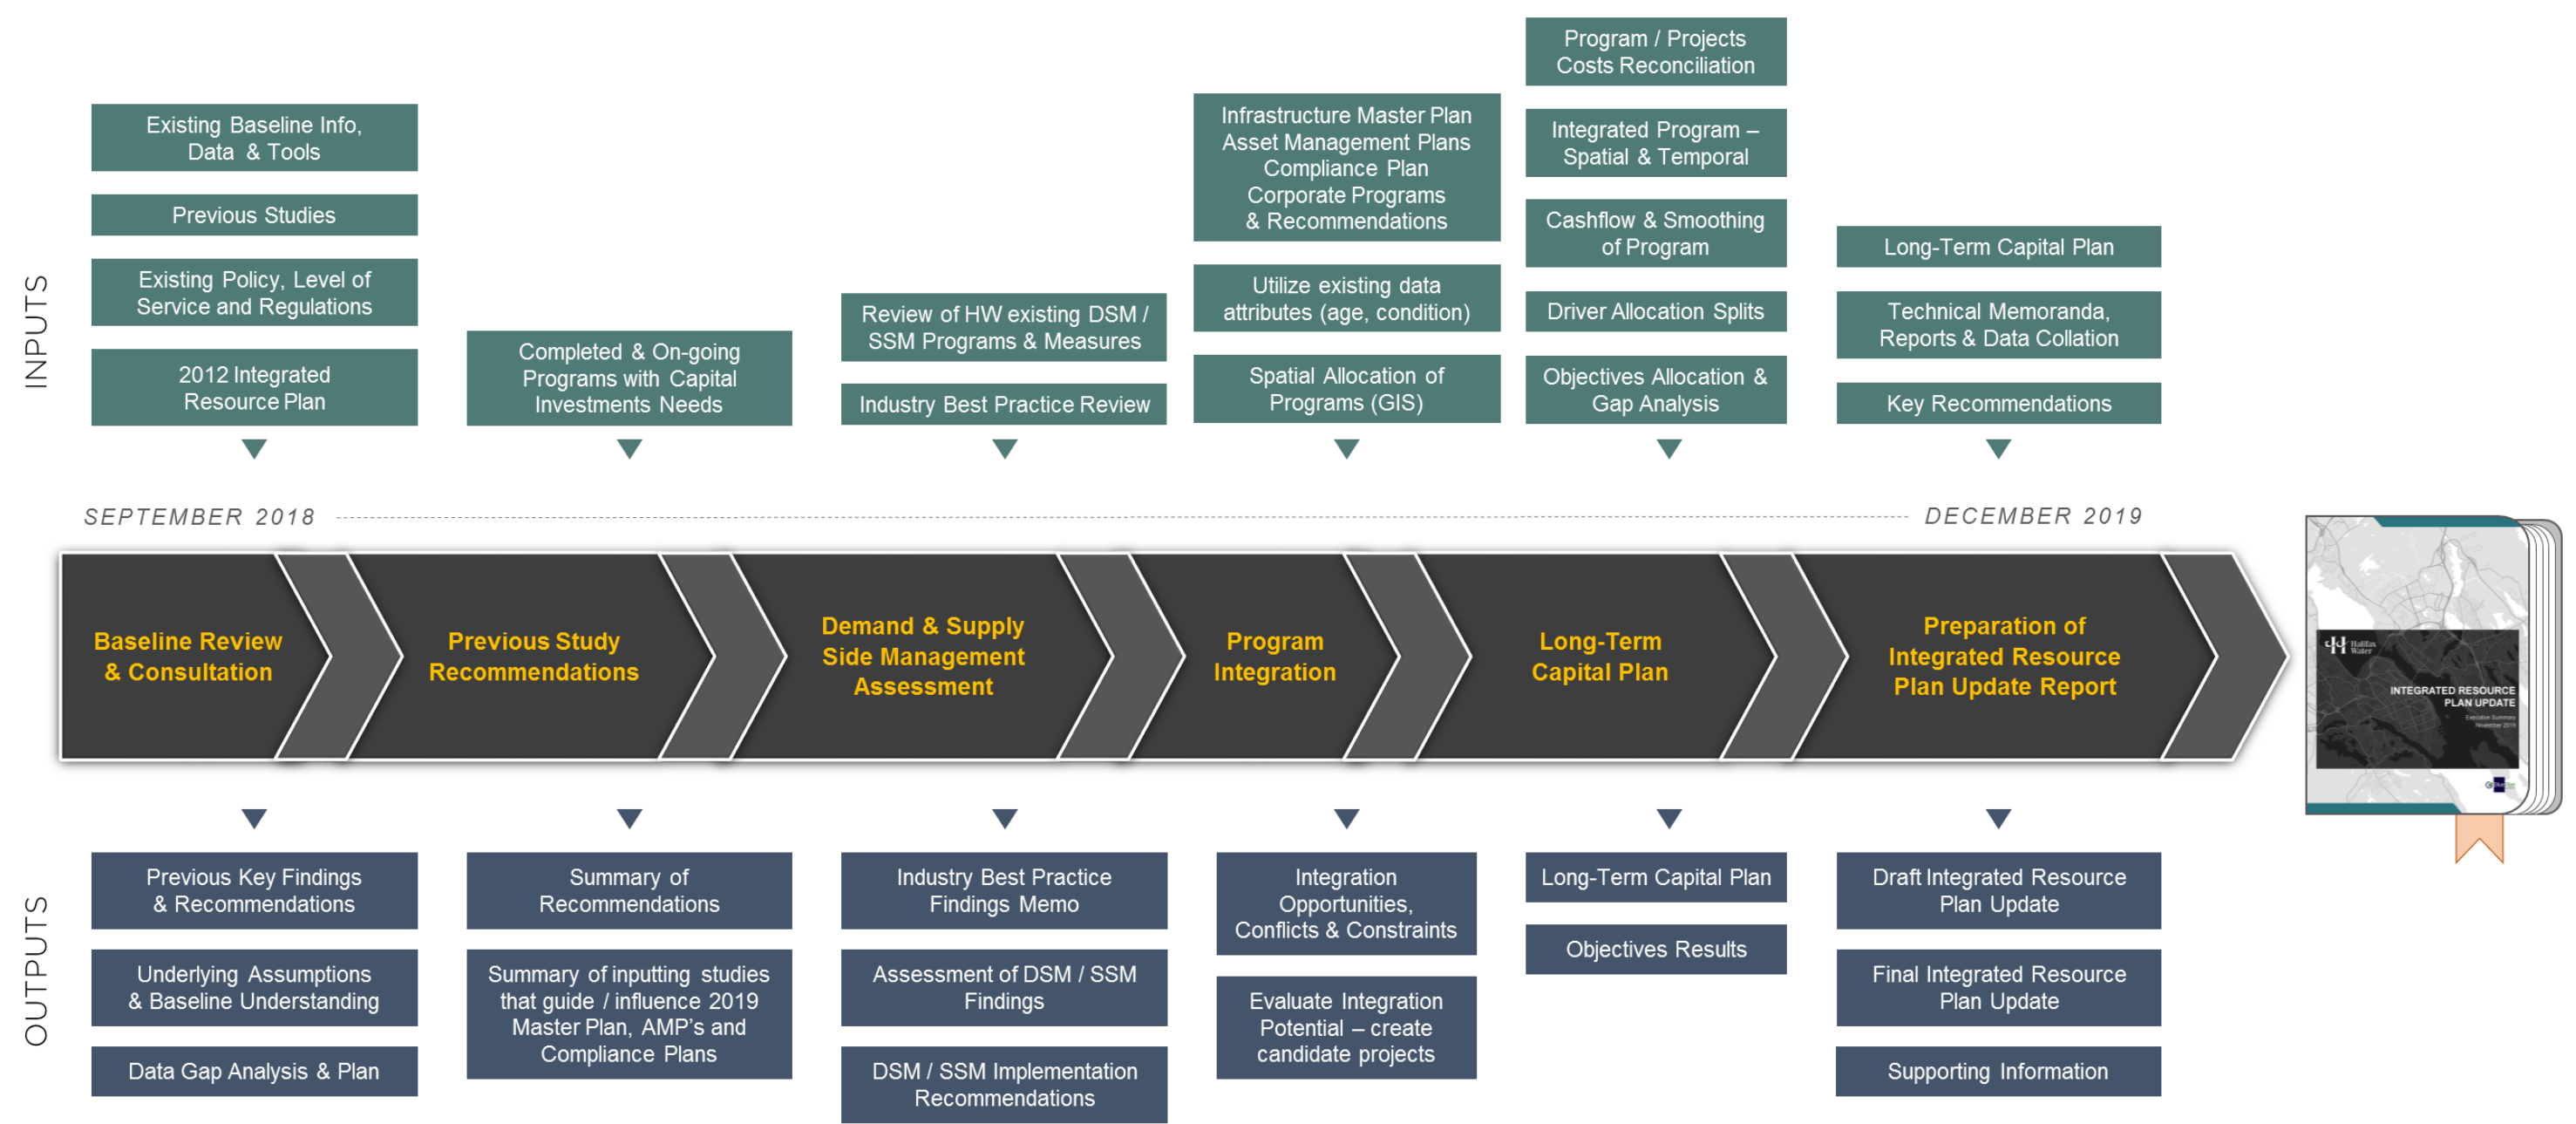 INPUTS
Existing Baseline Info,
Data & Tools
Previous Studies
Existing Policy, Level of
Service and Regulations
2012 Integrated
Resource Plan
Completed & On-going
Programs with Capital
Investments Needs
Review of HW existing DSM /
SSM Programs & Measures
Industry Best Practice Review
Infrastructure Master Plan
Asset Management Plans
Compliance Plan
Corporate Programs
& Recommendations
Utilize existing data
attributes (age, condition)
Spatial Allocation of
Programs (GIS)
Program / Projects
Costs Reconciliation
Integrated Program –
Spatial & Temporal
Cashflow & Smoothing
of Program
Driver Allocation Splits
Objectives Allocation &
Gap Analysis
Long-Term Capital Plan
Technical Memoranda,
Reports & Data Collation
Key Recommendations
SEPTEMBER 2018
DECEMBER 2019
Baseline Review
& Consultation
Previous Study
Recommendations
Demand & Supply
Side Management
Assessment
Program
Integration
Long-Term
Capital Plan
Preparation of
Integrated Resource
Plan Update Report
Halifax
Water
INTEGRATED RESOURCE
PLAN UPDATE
Executive Summary
November 2019
OUTPUTS
Previous Key Findings
& Recommendations
Underlying Assumptions
& Baseline Understanding
Data Gap Analysis & Plan
Summary of
Recommendations
Summary of inputting studies
that guide / influence 2019
Master Plan, AMP's and
Compliance Plans
Industry Best Practice
Findings Memo
Assessment of DSM / SSM
Findings
DSM / SSM Implementation
Recommendations
Integration
Opportunities,
Conflicts & Constraints
Evaluate Integration
Potential – create
candidate projects
Long-Term Capital Plan
Objectives Results
Draft Integrated Resource
Plan Update
Final Integrated Resource
Plan Update
Supporting Information